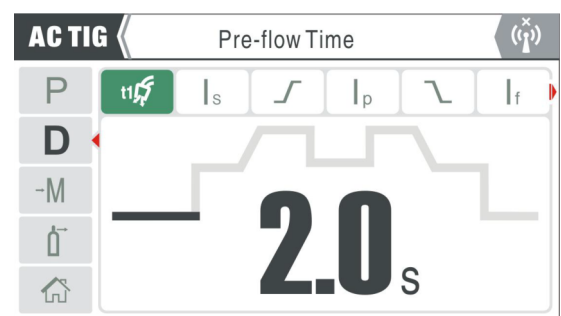 AC TIG Pre-flow Time
P t1 Is Ip If
D
→M
2.0s